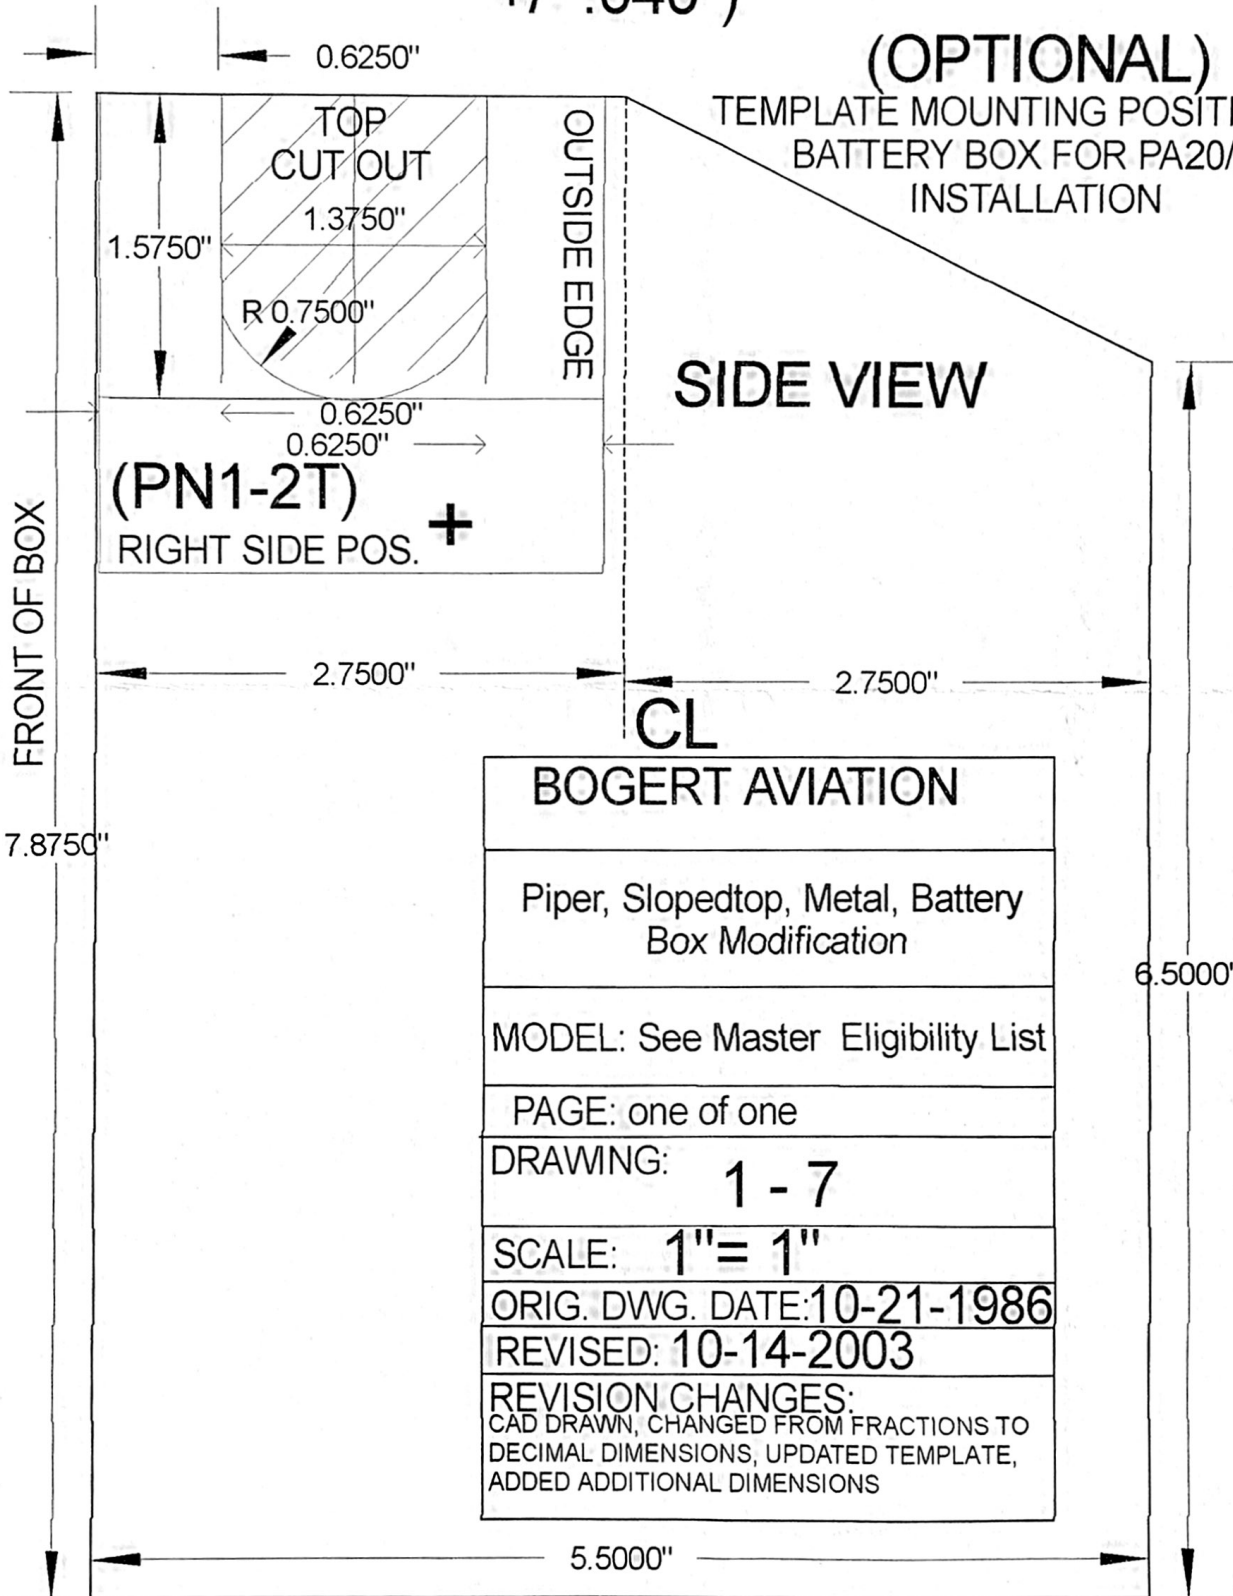 0.6250"
(OPTIONAL)
TEMPLATE MOUNTING
BATTERY BOX FOR
INSTALLATION
TOP
CUT OUT
1.3750"
1.5750"
R 0.7500"
OUTSIDE EDGE
SIDE VIEW
0.6250"
0.6250"
(PN1-2T)
RIGHT SIDE POS. +
FRONT OF BOX
2.7500"
2.7500"
CL
7.8750"
6.5000"
BOGERT AVIATION
Piper, Slopedtop, Metal, Battery
Box Modification
MODEL: See Master Eligibility List
PAGE: one of one
DRAWING: 1 - 7
SCALE: 1"= 1"
ORIG. DWG. DATE:10-21-1986
REVISED: 10-14-2003
REVISION CHANGES:
CAD DRAWN, CHANGED FROM FRACTIONS TO
DECIMAL DIMENSIONS, UPDATED TEMPLATE,
ADDED ADDITIONAL DIMENSIONS
5.5000"